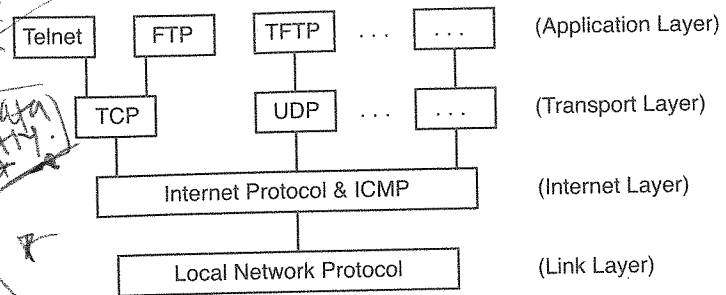 Telnet FTP TFTP . . . . . . (Application Layer)
TCP UDP . . . . . . (Transport Layer)
Internet Protocol & ICMP (Internet Layer)
Local Network Protocol (Link Layer)